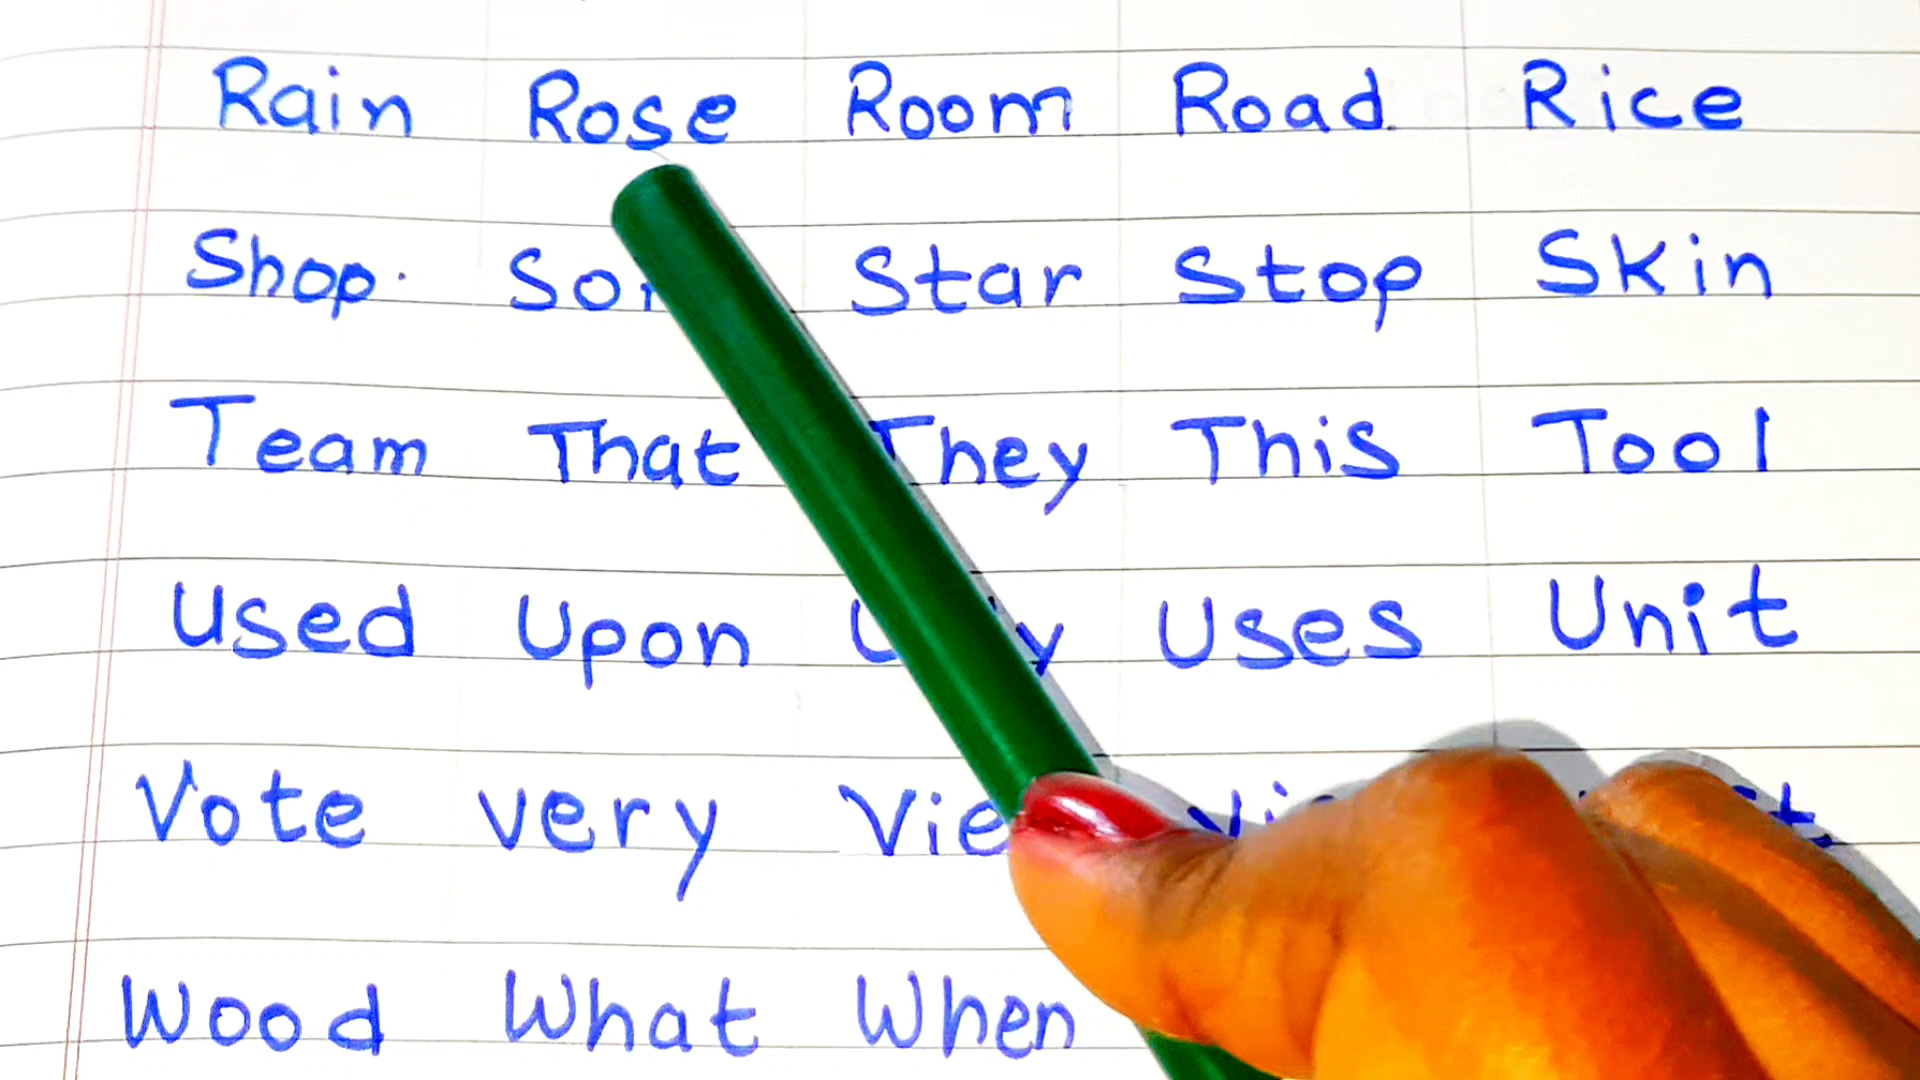 Rain Rose Room Road Rice
Shop Star Stop Skin
Team That They This Tool
Used Upon Uses Unit
Vote very
Wood What When